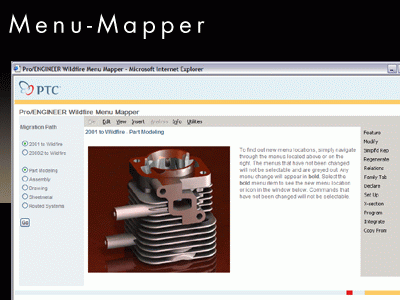 Menu-Mapper
Pro/ENGINEER Wildfire Menu Mapper - Microsoft Internet Explorer
PTC
Pro/ENGINEER Wildfire Menu Mapper
Migration Path
2001 to Wildfire
2000i2 to Wildfire
Part Modeling
Assembly
Drawing
Sheetmetal
Routed Systems
Go
File Edit View Insert Window Info Utilities
2001 to Wildfire - Part Modeling
To find out new menu locations, simply navigate
through the menus located above or on the
right. The menus that have not been changed
will not be selectable and are greyed out. Any
menu change will appear in bold. Select the
bold menu item to see the new menu location
or icon in the window below. Commands that
have not been changed will not be selectable.
Feature
Modify
Simplfd Rep
Regenerate
Relations
Family Tab
Declare
Set Up
X-section
Program
Integrate
Copy From